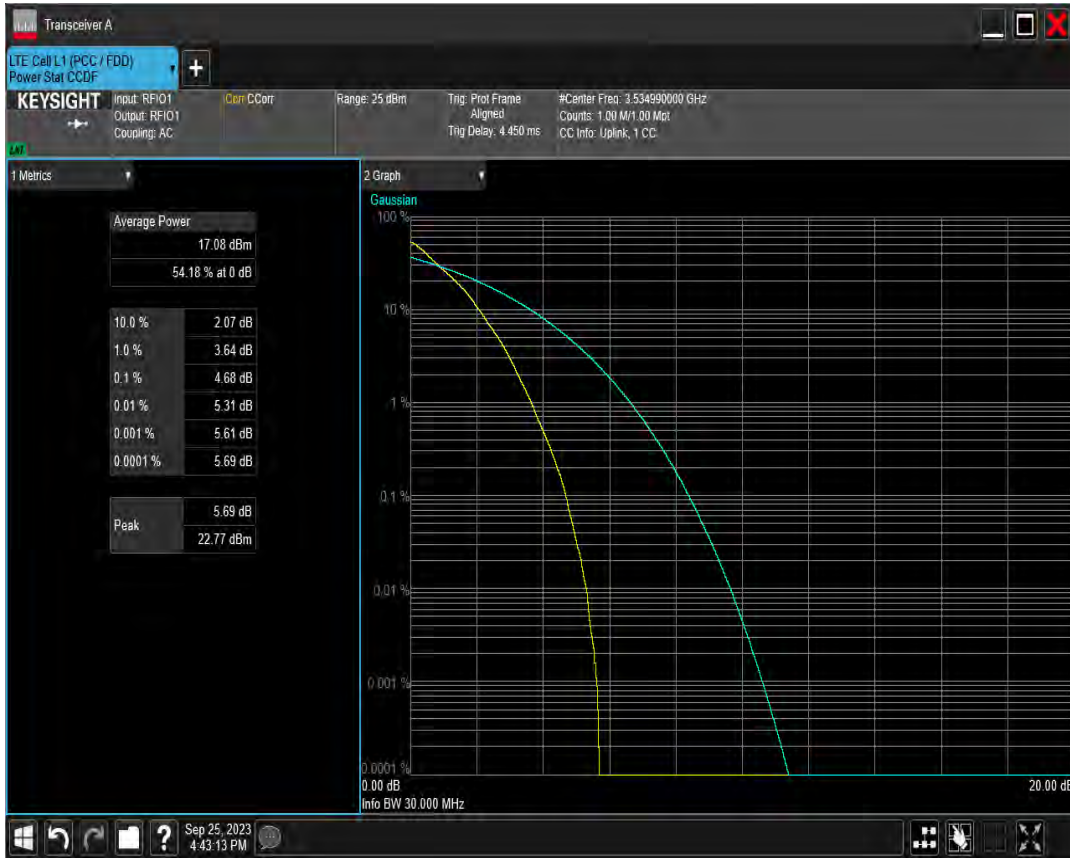 Transceiver A
LTE Cell L1 (PCC / FDD)
Power Stat CCDF
+
KEYSIGHT
Input: RFIO1
Output: RFIO1
Coupling: AC
Corr CCorr
Range: 25 dBm
Trig: Prot Frame
Aligned
Trig Delay: 4.450 ms
#Center Freq: 3.534990000 GHz
Counts: 1.00 M/1.00 Mpt
CC Info: Uplink, 1 CC
1 Metrics
Average Power
17.08 dBm
54.18 % at 0 dB
10.0 % 2.07 dB
1.0 % 3.64 dB
0.1 % 4.68 dB
0.01 % 5.31 dB
0.001 % 5.61 dB
0.0001 % 5.69 dB
Peak
5.69 dB
22.77 dBm
2 Graph
Gaussian
100 %
10 %
1 %
0.1 %
0.01 %
0.001 %
0.0001 %
0.00 dB
20.00 dB
Info BW 30.000 MHz
?
Sep 25, 2023
4:43:13 PM